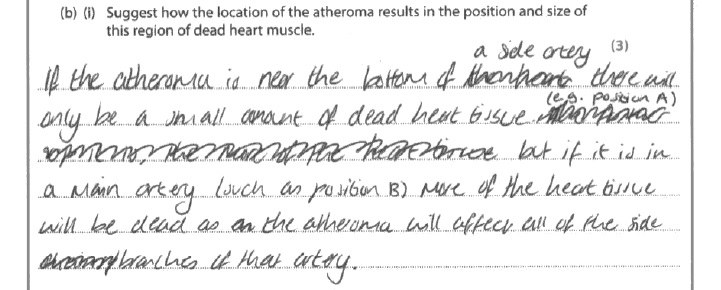 (b) (i) Suggest how the location of the atheroma results in the position and size of
this region of dead heart muscle.
(3)
a side artey
If the atheroma is near the bottom of there will
only be a small amount of dead heart tissue (e.g. position A)
but if it is in
a main artery (such as position B) more of the heart tissue
will be dead as the atheroma will affect all of the side
branches of that artery.